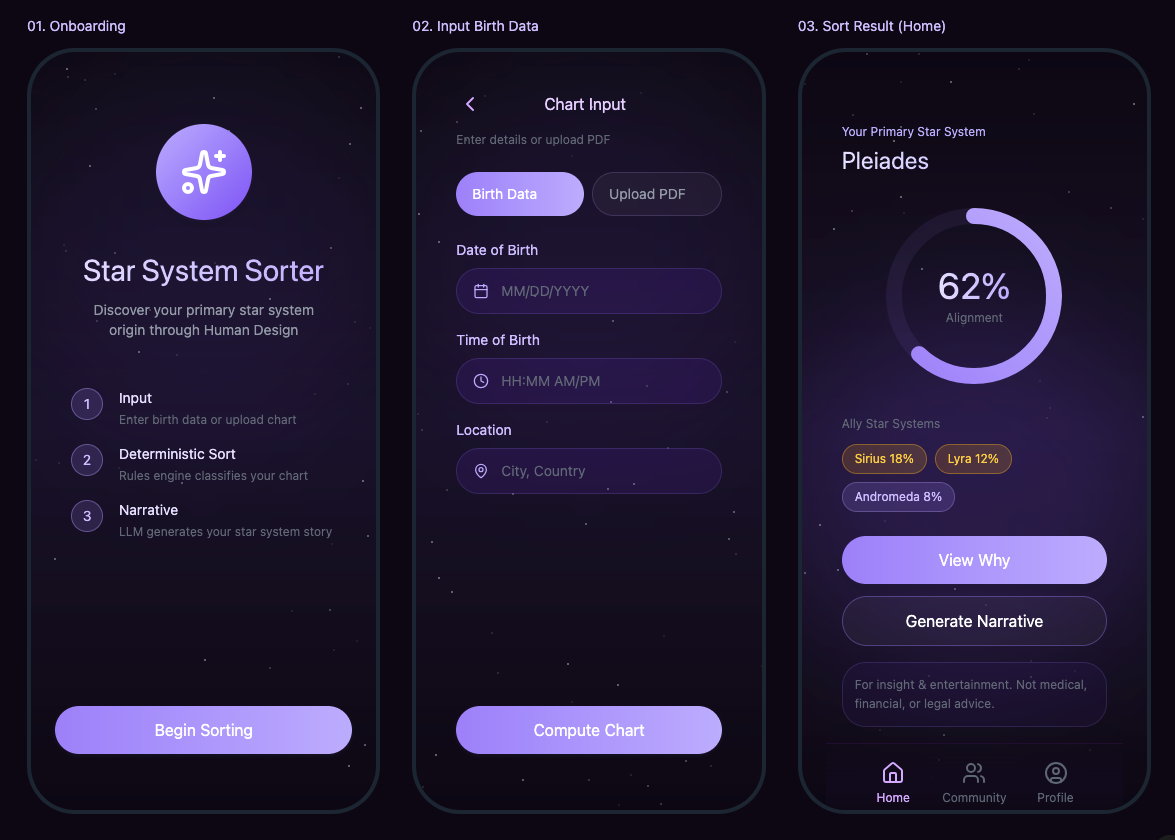 01. Onboarding
Star System Sorter
Discover your primary star system
origin through Human Design
1
Input
Enter birth data or upload chart
2
Deterministic Sort
Rules engine classifies your chart
3
Narrative
LLM generates your star system story
Begin Sorting
02. Input Birth Data
Chart Input
Enter details or upload PDF
Birth Data
Upload PDF
Date of Birth
MM/DD/YYYY
Time of Birth
HH:MM AM/PM
Location
City, Country
Compute Chart
03. Sort Result (Home)
Your Primary Star System
Pleiades
62%
Alignment
Ally Star Systems
Sirius 18%
Lyra 12%
Andromeda 8%
View Why
Generate Narrative
For insight & entertainment. Not medical,
financial, or legal advice.
Home
Community
Profile